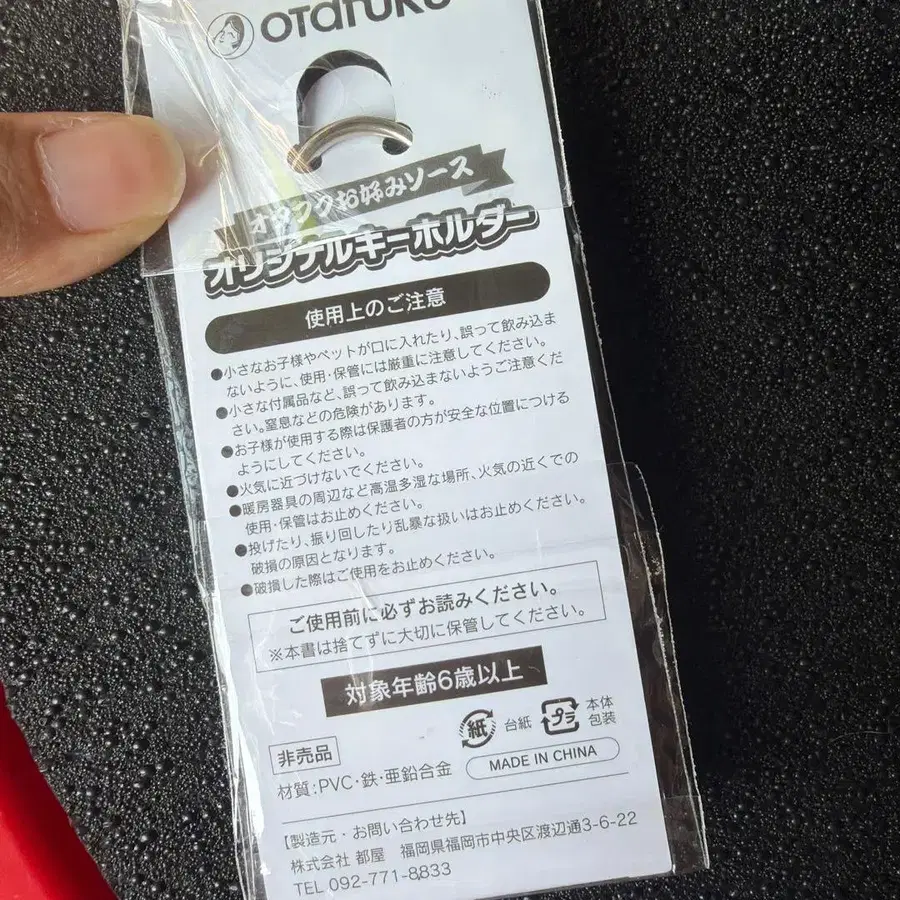 OTaFUKU
オタフクお好みソース
オリジナルキーホルダー
使用上のご注意
●小さなお子様やペットが口に入れたり、誤って飲み込ま
ないように、使用・保管には厳重に注意してください。
●小さな付属品など、誤って飲み込まないようご注意くだ
さい。窒息などの危険があります。
●お子様が使用する際は保護者の方が安全な位置につける
ようにしてください。
●火気に近づけないでください。
●暖房器具の周辺など高温多湿な場所、火気の近くでの
使用・保管はお止めください。
●投げたり、振り回したり乱暴な扱いはお止めください。
破損の原因となります。
●破損した際はご使用をお止めください。
ご使用前に必ずお読みください。
※本書は捨てずに大切に保管してください。
対象年齢6歳以上
紙 台紙 プラ 本体
包装
非売品
MADE IN CHINA
材質:PVC・鉄・亜鉛合金
【製造元・お問い合わせ先】
株式会社 都屋 福岡県福岡市中央区渡辺通3-6-22
TEL 092-771-8833